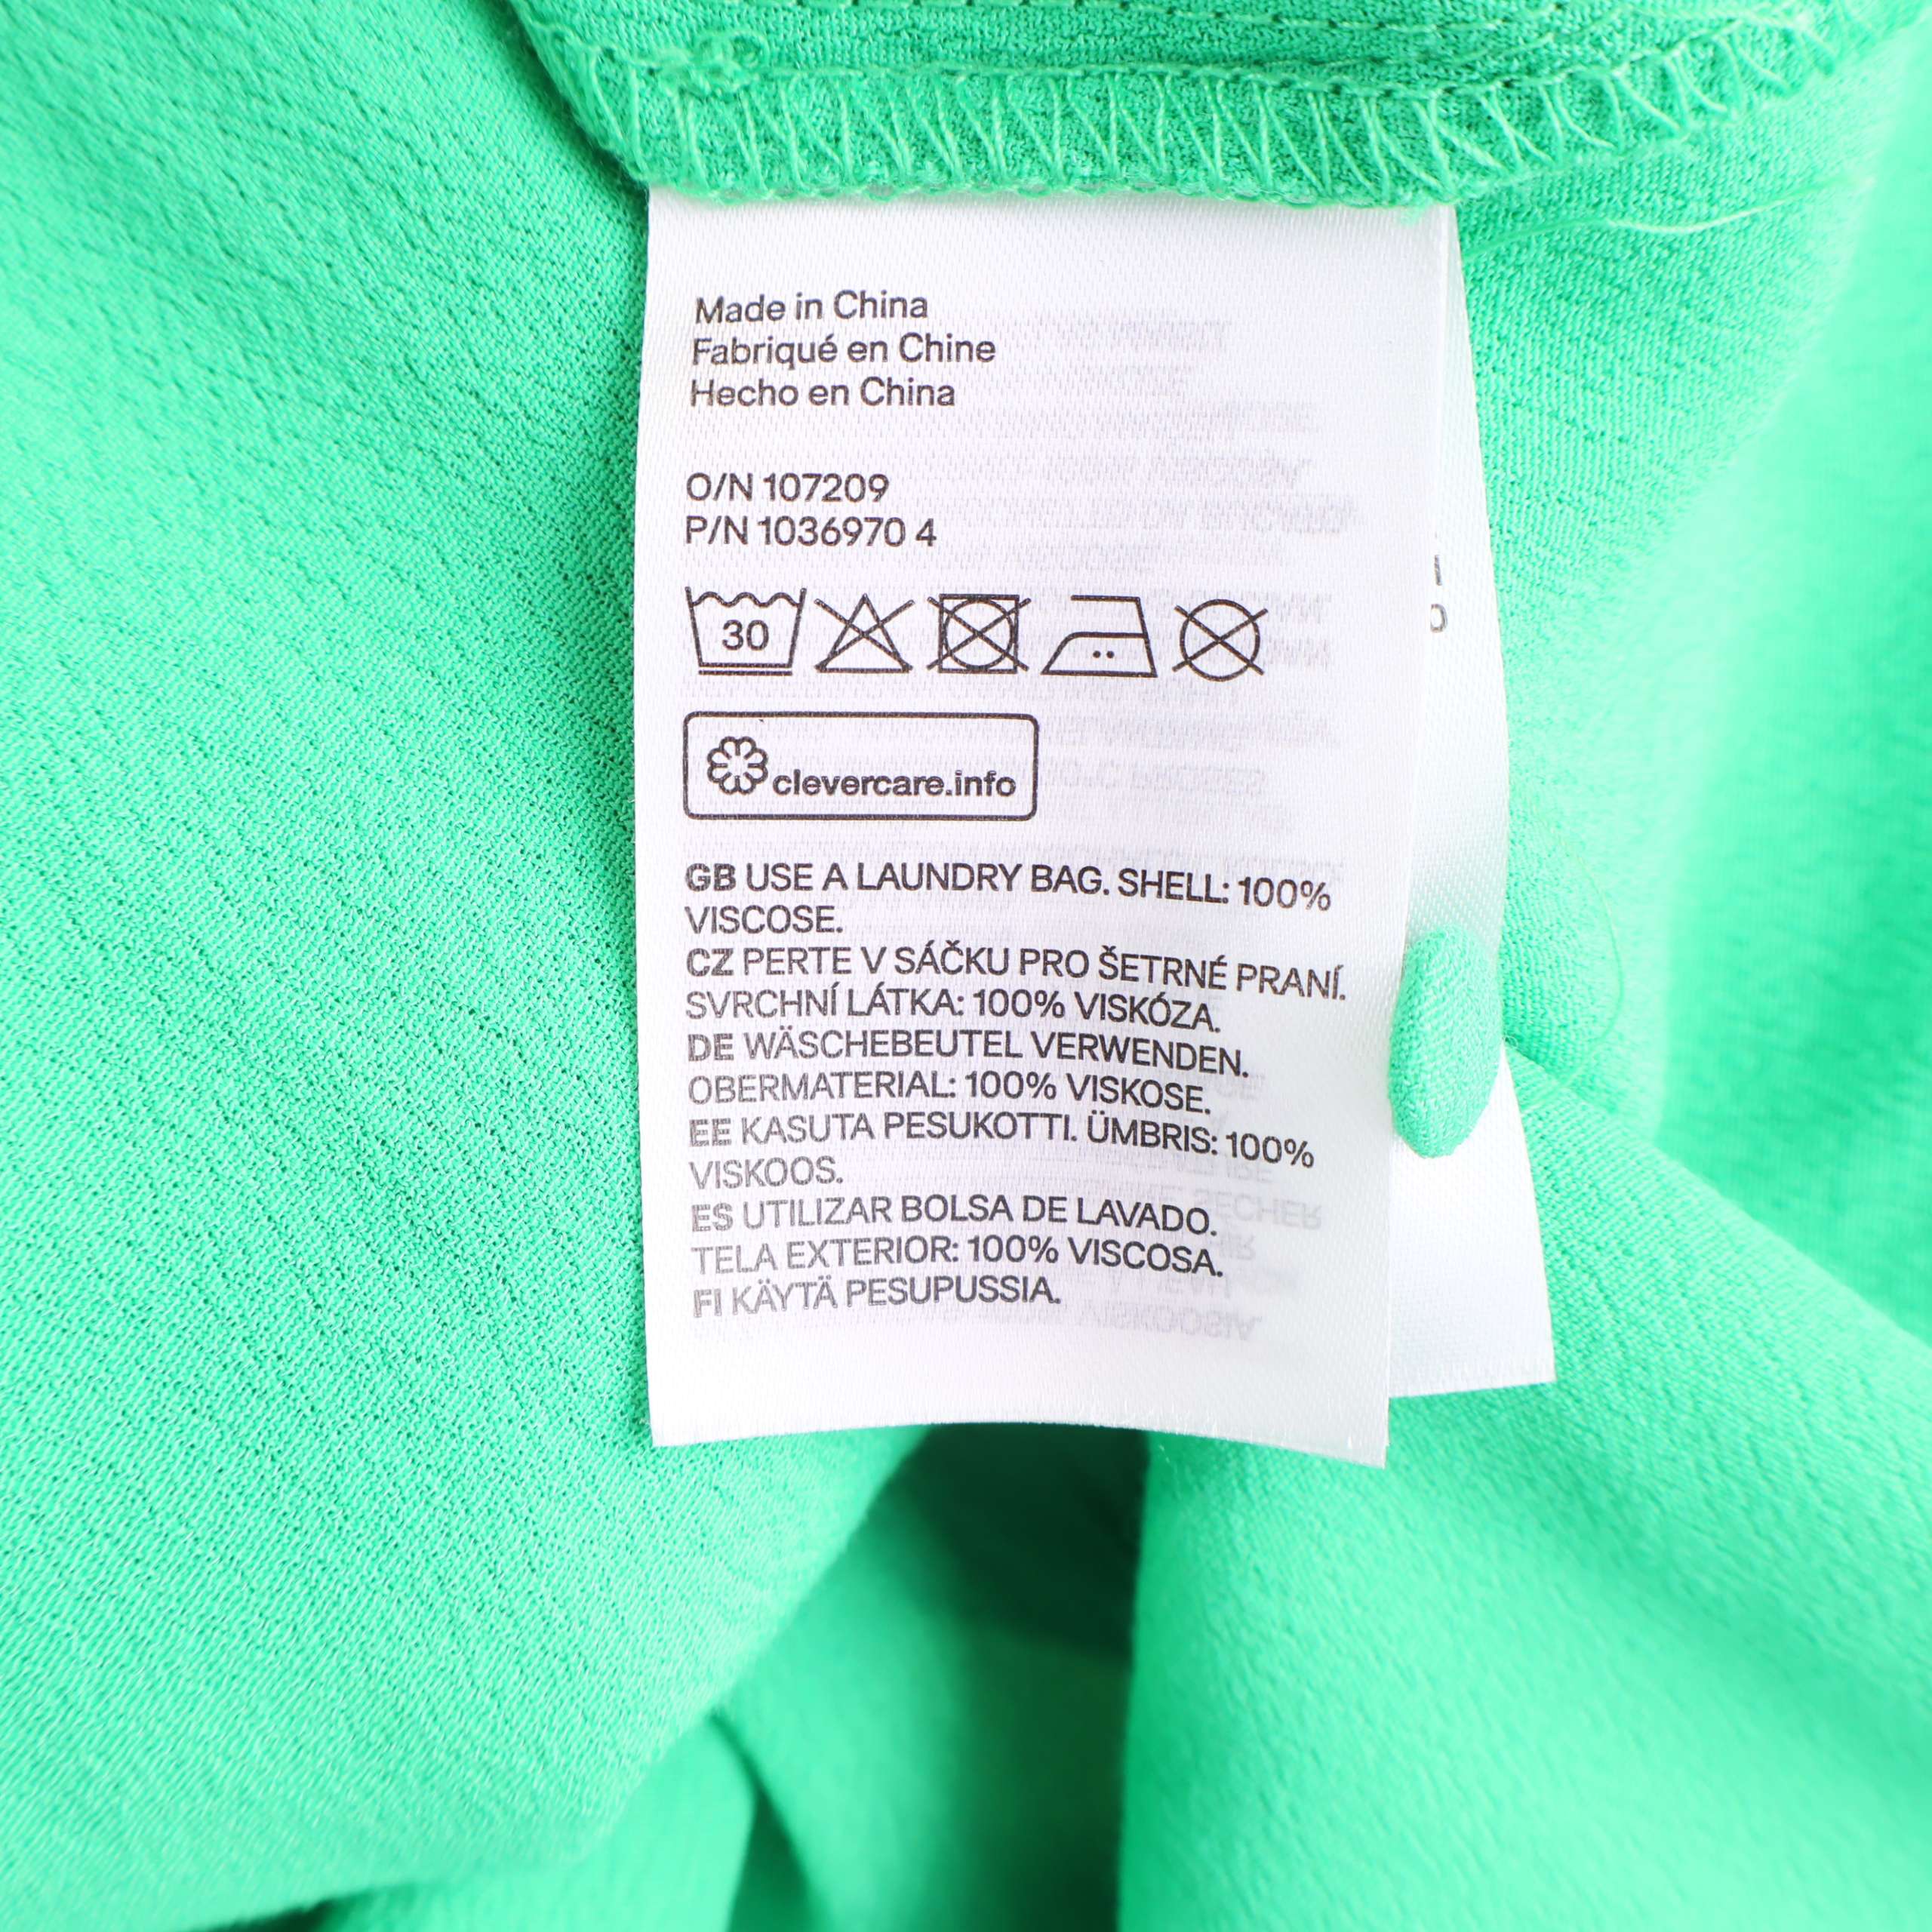 Made in China
Fabriqué en Chine
Hecho en China
O/N 107209
P/N 1036970 4
30
clevercare.info
GB USE A LAUNDRY BAG. SHELL: 100%
VISCOSE.
CZ PERTE V SÁČKU PRO ŠETRNÉ PRANÍ.
SVRCHNÍ LÁTKA: 100% VISKÓZA.
DE WÄSCHEBEUTEL VERWENDEN.
OBERMATERIAL: 100% VISKOSE.
EE KASUTA PESUKOTTI. ÜMBRIS: 100%
VISKOOS.
ES UTILIZAR BOLSA DE LAVADO.
TELA EXTERIOR: 100% VISCOSA.
FI KÄYTÄ PESUPUSSIA.